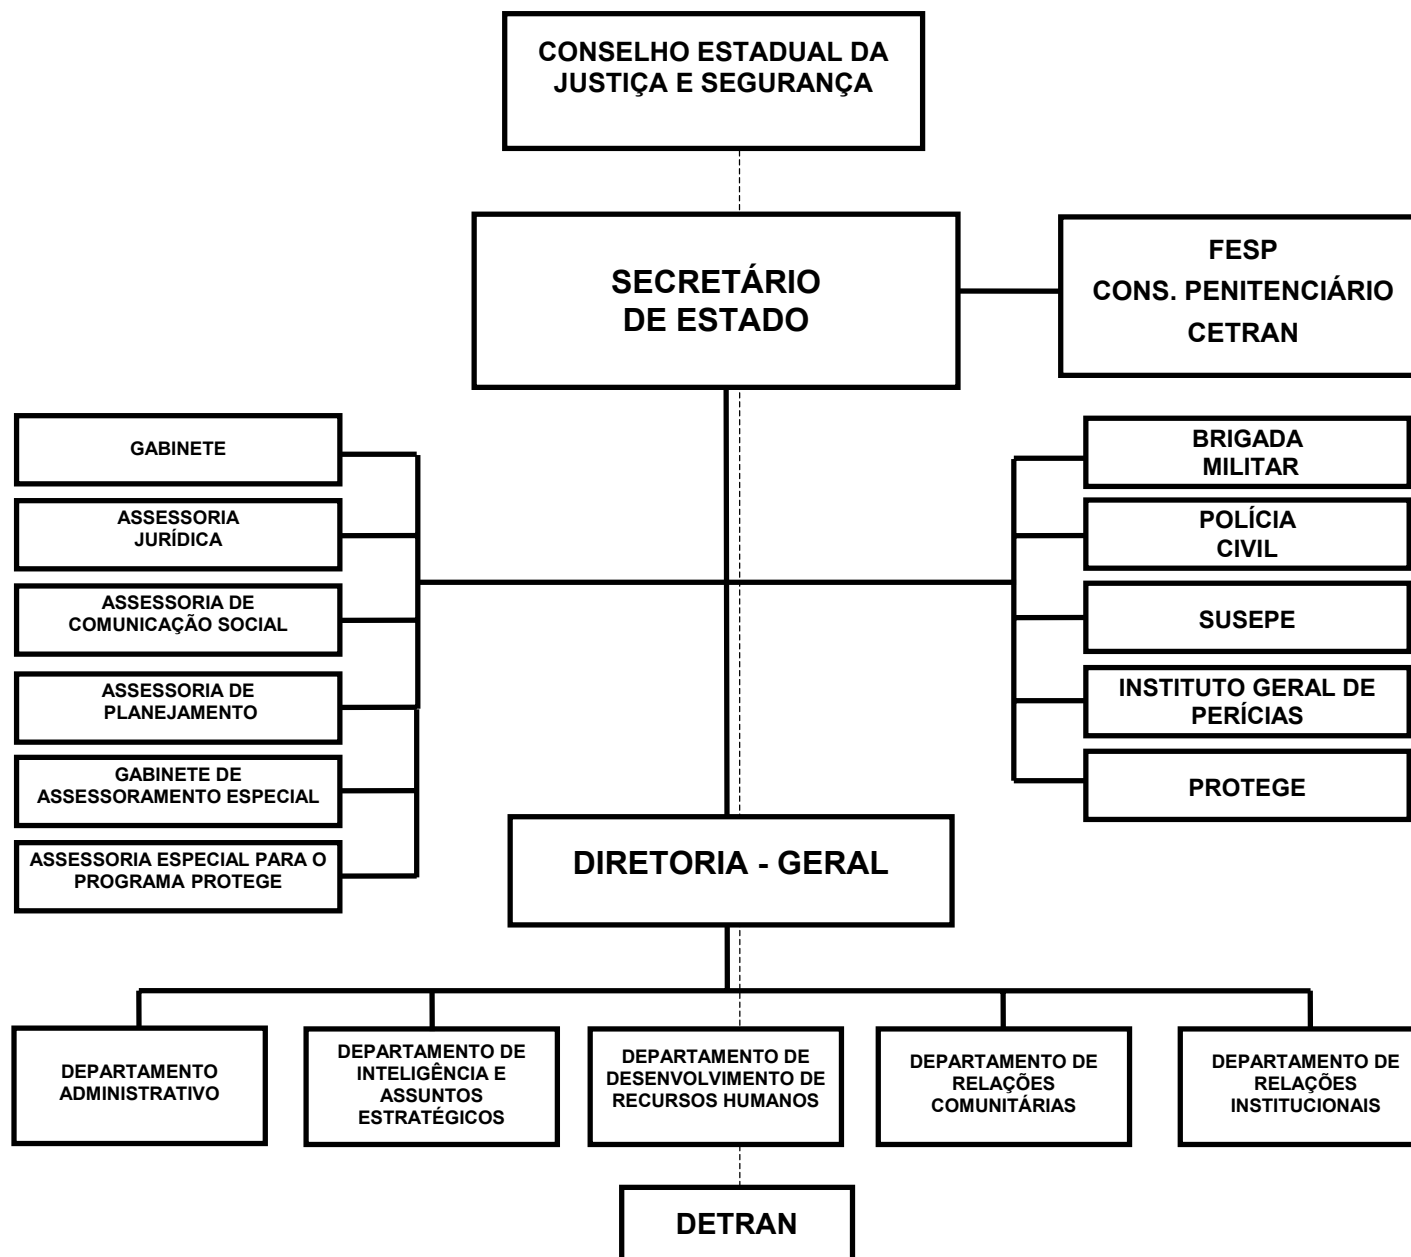 CONSELHO ESTADUAL DA
JUSTIÇA E SEGURANÇA
SECRETÁRIO
DE ESTADO
FESP
CONS. PENITENCIÁRIO
CETRAN
GABINETE
ASSESSORIA
JURÍDICA
ASSESSORIA DE
COMUNICAÇÃO SOCIAL
ASSESSORIA DE
PLANEJAMENTO
GABINETE DE
ASSESSORAMENTO ESPECIAL
ASSESSORIA ESPECIAL PARA O
PROGRAMA PROTEGE
BRIGADA
MILITAR
POLÍCIA
CIVIL
SUSEPE
INSTITUTO GERAL DE
PERÍCIAS
PROTEGE
DIRETORIA - GERAL
DEPARTAMENTO
ADMINISTRATIVO
DEPARTAMENTO DE
INTELIGÊNCIA E
ASSUNTOS
ESTRATÉGICOS
DEPARTAMENTO DE
DESENVOLVIMENTO DE
RECURSOS HUMANOS
DEPARTAMENTO DE
RELAÇÕES
COMUNITÁRIAS
DEPARTAMENTO DE
RELAÇÕES
INSTITUCIONAIS
DETRAN